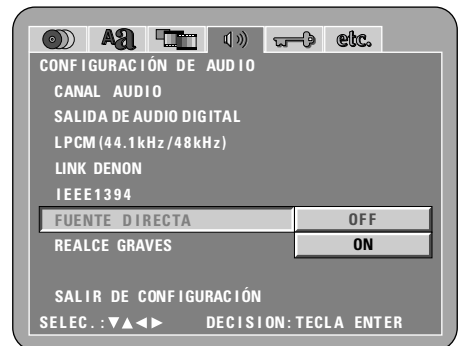 Aa etc.
CONFIGURACIÓN DE AUDIO
CANAL AUDIO
SALIDA DE AUDIO DIGITAL
LPCM (44.1kHz/48kHz)
LINK DENON
IEEE1394
FUENTE DIRECTA OFF
REALCE GRAVES ON
SALIR DE CONFIGURACIÓN
SELEC.:▼▲◄► DECISION:TECLA ENTER